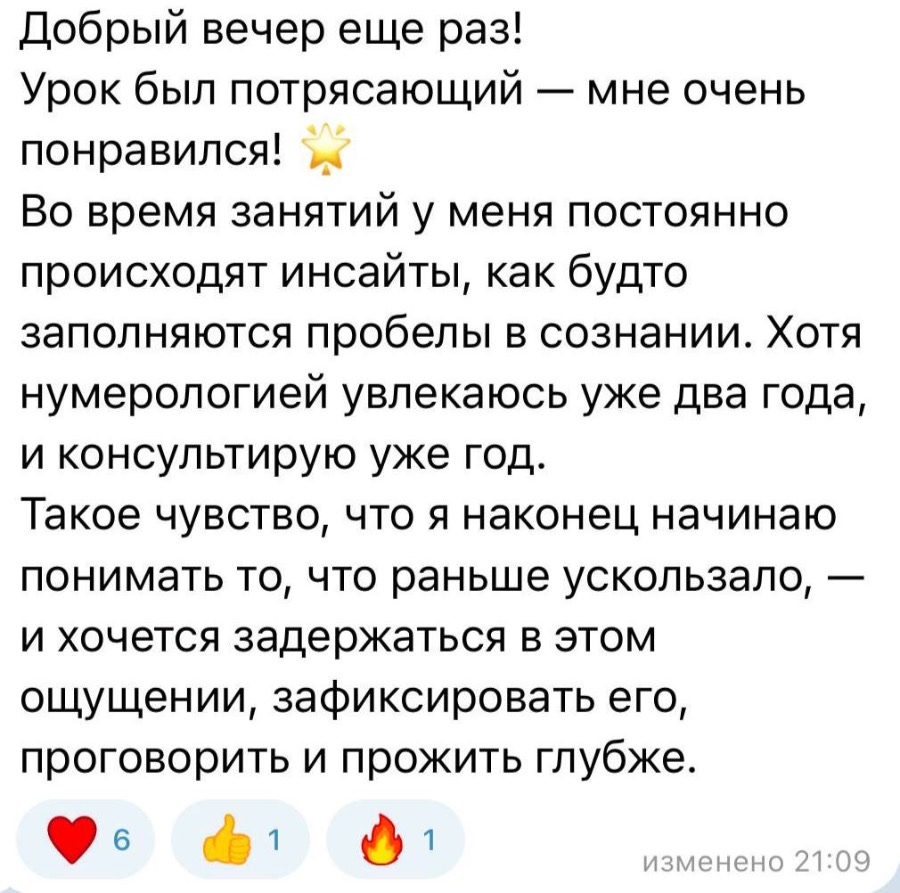 Добрый вечер еще раз!
Урок был потрясающий — мне очень
понравился! 🌟
Во время занятий у меня постоянно
происходят инсайты, как будто
заполняются пробелы в сознании. Хотя
нумерологией увлекаюсь уже два года,
и консультирую уже год.
Такое чувство, что я наконец начинаю
понимать то, что раньше ускользало, —
и хочется задержаться в этом
ощущении, зафиксировать его,
проговорить и прожить глубже.
❤️ 6 👍 1 🔥 1
изменено 21:09